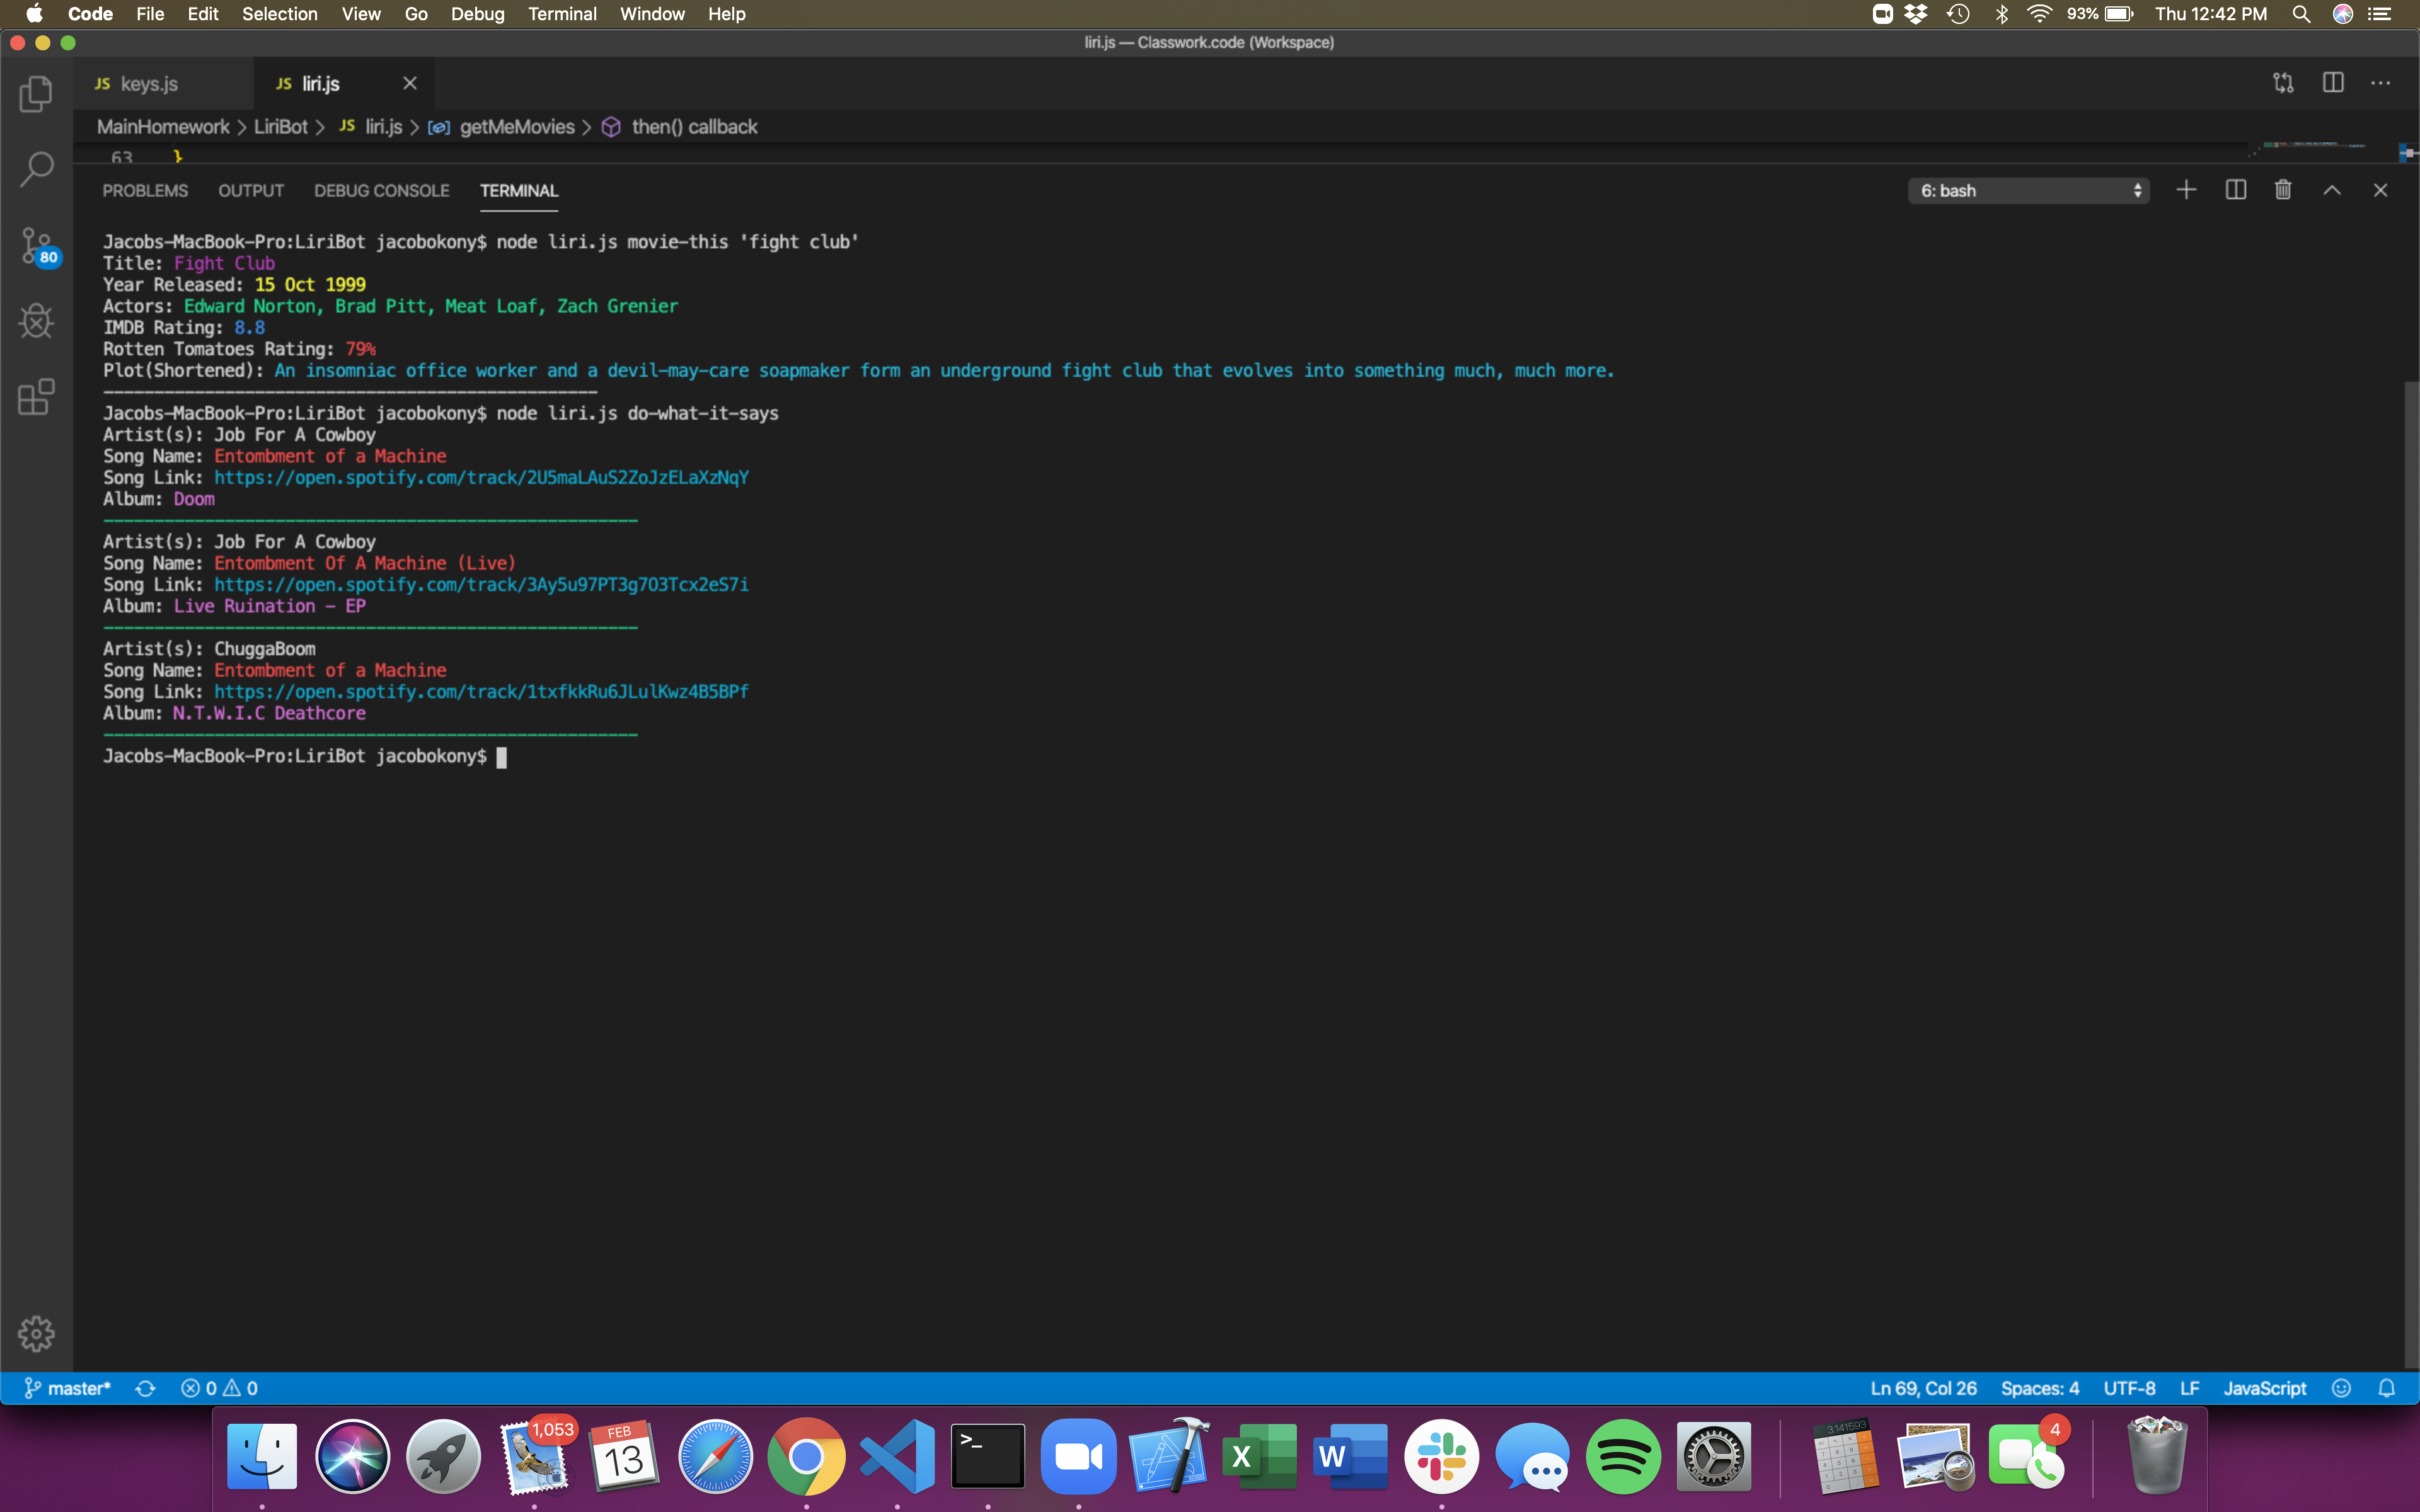 Code File Edit Selection View Go Debug Terminal Window Help 93% Thu 12:42 PM
liri.js — Classwork.code (Workspace)
JS keys.js JS liri.js
MainHomework > LiriBot > JS liri.js > getMeMovies > then() callback
63 }
PROBLEMS OUTPUT DEBUG CONSOLE TERMINAL 6: bash
Jacobs-MacBook-Pro:LiriBot jacobokony$ node liri.js movie-this 'fight club'
Title: Fight Club
Year Released: 15 Oct 1999
Actors: Edward Norton, Brad Pitt, Meat Loaf, Zach Grenier
IMDB Rating: 8.8
Rotten Tomatoes Rating: 79%
Plot(Shortened): An insomniac office worker and a devil-may-care soapmaker form an underground fight club that evolves into something much, much more.
-------------------------------------------------
Jacobs-MacBook-Pro:LiriBot jacobokony$ node liri.js do-what-it-says
Artist(s): Job For A Cowboy
Song Name: Entombment of a Machine
Song Link: https://open.spotify.com/track/2U5maLAuS2ZoJzELaXzNqY
Album: Doom
-----------------------------------------------------
Artist(s): Job For A Cowboy
Song Name: Entombment Of A Machine (Live)
Song Link: https://open.spotify.com/track/3Ay5u97PT3g7O3Tcx2eS7i
Album: Live Ruination - EP
-----------------------------------------------------
Artist(s): ChuggaBoom
Song Name: Entombment of a Machine
Song Link: https://open.spotify.com/track/1txfkkRu6JLulKwz4B5BPf
Album: N.T.W.I.C Deathcore
-----------------------------------------------------
Jacobs-MacBook-Pro:LiriBot jacobokony$
80
master* 0 0 Ln 69, Col 26 Spaces: 4 UTF-8 LF JavaScript
1,053 FEB 13 >_ X W 3.141593 4